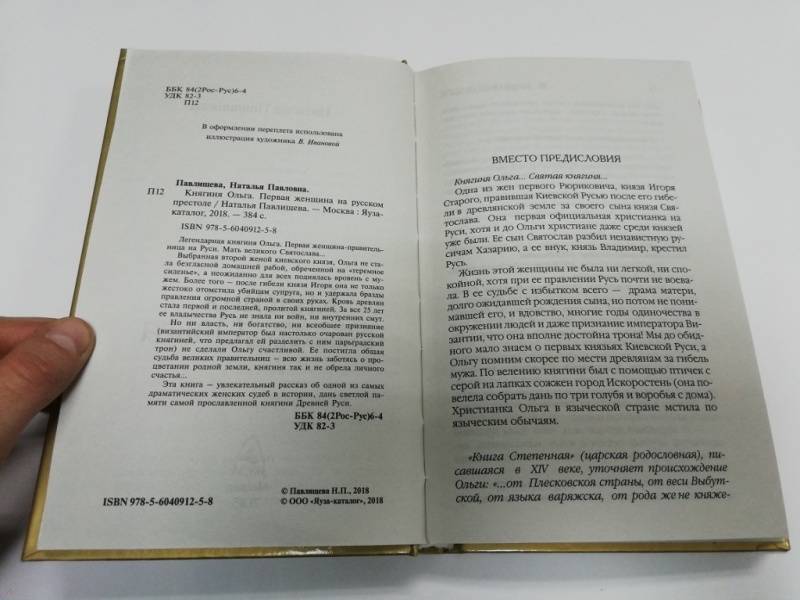 ББК 84(2Рос-Рус)6-4
УДК 82-3
П12
В оформлении переплета использована
иллюстрация художника В. Ивановой
Павлищева, Наталья Павловна.
П12 Княгиня Ольга. Первая женщина на русском
престоле / Наталья Павлищева. — Москва : Яуза-
каталог, 2018. — 384 с.
ISBN 978-5-6040912-5-8
Легендарная княгиня Ольга. Первая женщина-правитель-
ница на Руси. Мать великого Святослава...
Выбранная второй женой киевского князя, Ольга не ста-
ла безгласной домашней рабой, обреченной на «теремное
сиденье», а неожиданно для всех поднялась вровень с му-
жем. Более того — после гибели князя Игоря она не только
жестоко отомстила убийцам супруга, но и удержала бразды
правления огромной страной в своих руках. Кровь древлян
стала первой и последней, пролитой княгиней. За все 25 лет
ее владычества Русь не знала ни войн, ни внутренних смут.
Но ни власть, ни богатство, ни всеобщее признание
(византийский император был настолько очарован русской
княгиней, что предлагал ей разделить с ним царьградский
трон) не сделали Ольгу счастливой. Ее постигла общая
судьба великих правительниц — всю жизнь заботясь о про-
цветании родной земли, княгиня так и не обрела личного
счастья...
Эта книга — увлекательный рассказ об одной из самых
драматических женских судеб в истории, дань светлой па-
мяти самой прославленной княгини Древней Руси.
ББК 84(2Рос-Рус)6-4
УДК 82-3
© Павлищева Н.П., 2018
ISBN 978-5-6040912-5-8 © ООО «Яуза-каталог», 2018
ВМЕСТО ПРЕДИСЛОВИЯ
Княгиня Ольга... Святая княгиня...
Одна из жен первого Рюриковича, князя Игоря
Старого, правившая Киевской Русью после его гибе-
ли в древлянской земле за своего сына князя Свя-
тослава. Она первая официальная христианка на
Руси, хотя и до Ольги христиане даже среди князей
уже были. Ее сын Святослав разбил ненавистную ру-
сичам Хазарию, а ее внук, князь Владимир, крестил
Русь.
Жизнь этой женщины не была ни легкой, ни спо-
койной, хотя при ее правлении Русь почти не воева-
ла. В ее судьбе с избытком всего — драма матери,
долго ожидавшей рождения сына, но потом не пони-
мавшей его, и вдовство, многие годы одиночества в
окружении людей и даже признание императора Ви-
зантии, что она вполне достойна трона! Мы до обид-
ного мало знаем о первых князьях Киевской Руси, а
Ольгу помним скорее по мести древлянам за гибель
мужа. По велению княгини был с помощью птичек с
серой на лапках сожжен город Искоростень (она по-
велела собрать дань по три голубя и воробья с дома).
Христианка Ольга в языческой стране мстила по
языческим обычаям.
«Книга Степенная» (царская родословная), пи-
савшаяся в XIV веке, уточняет происхождение
Ольги: «...от Плесковской страны, от веси Выбут-
ской, от языка варяжска, от рода же не княже-